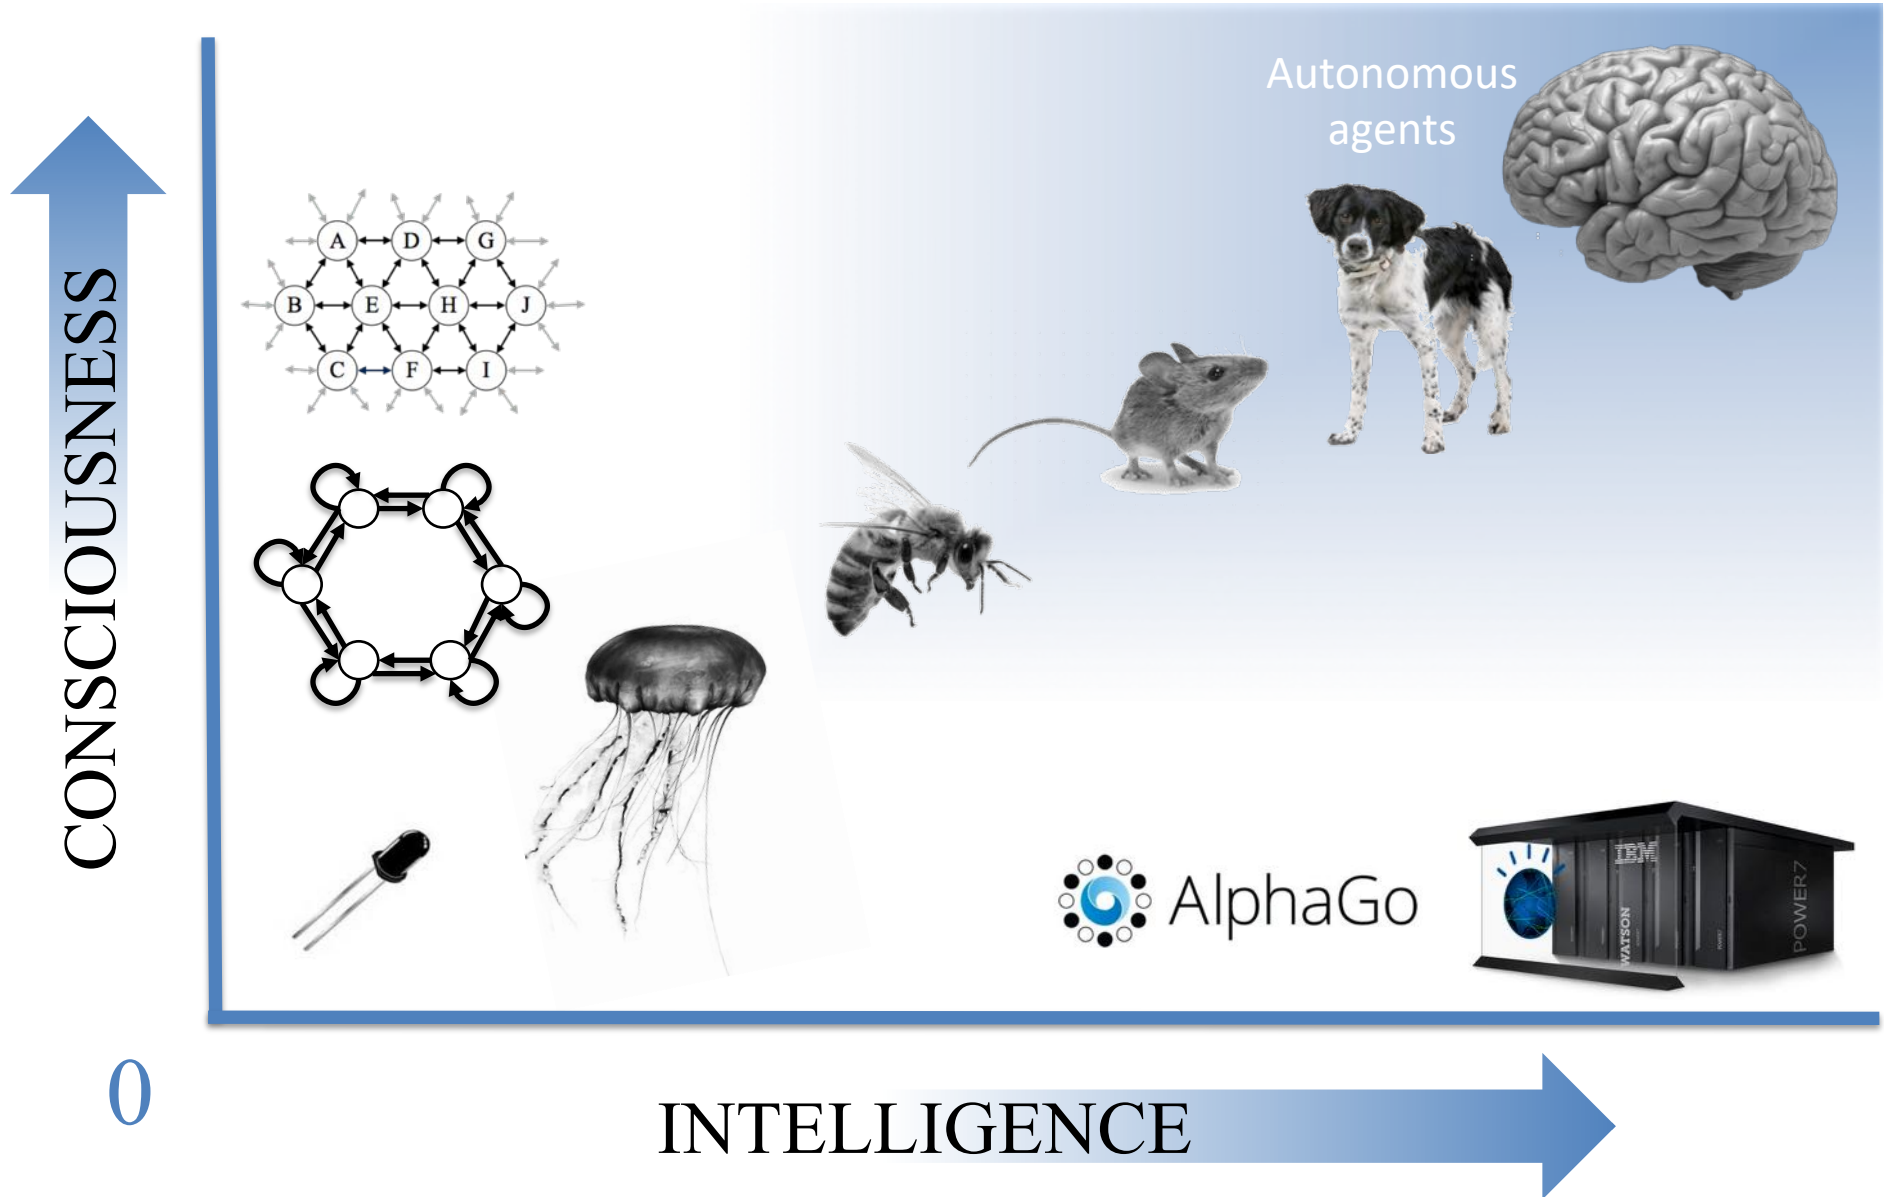 Autonomous
agents
CONSCIOUSNESS
A D G
B E H J
C F I
AlphaGo
IBM
WATSON
POWER7
0
INTELLIGENCE